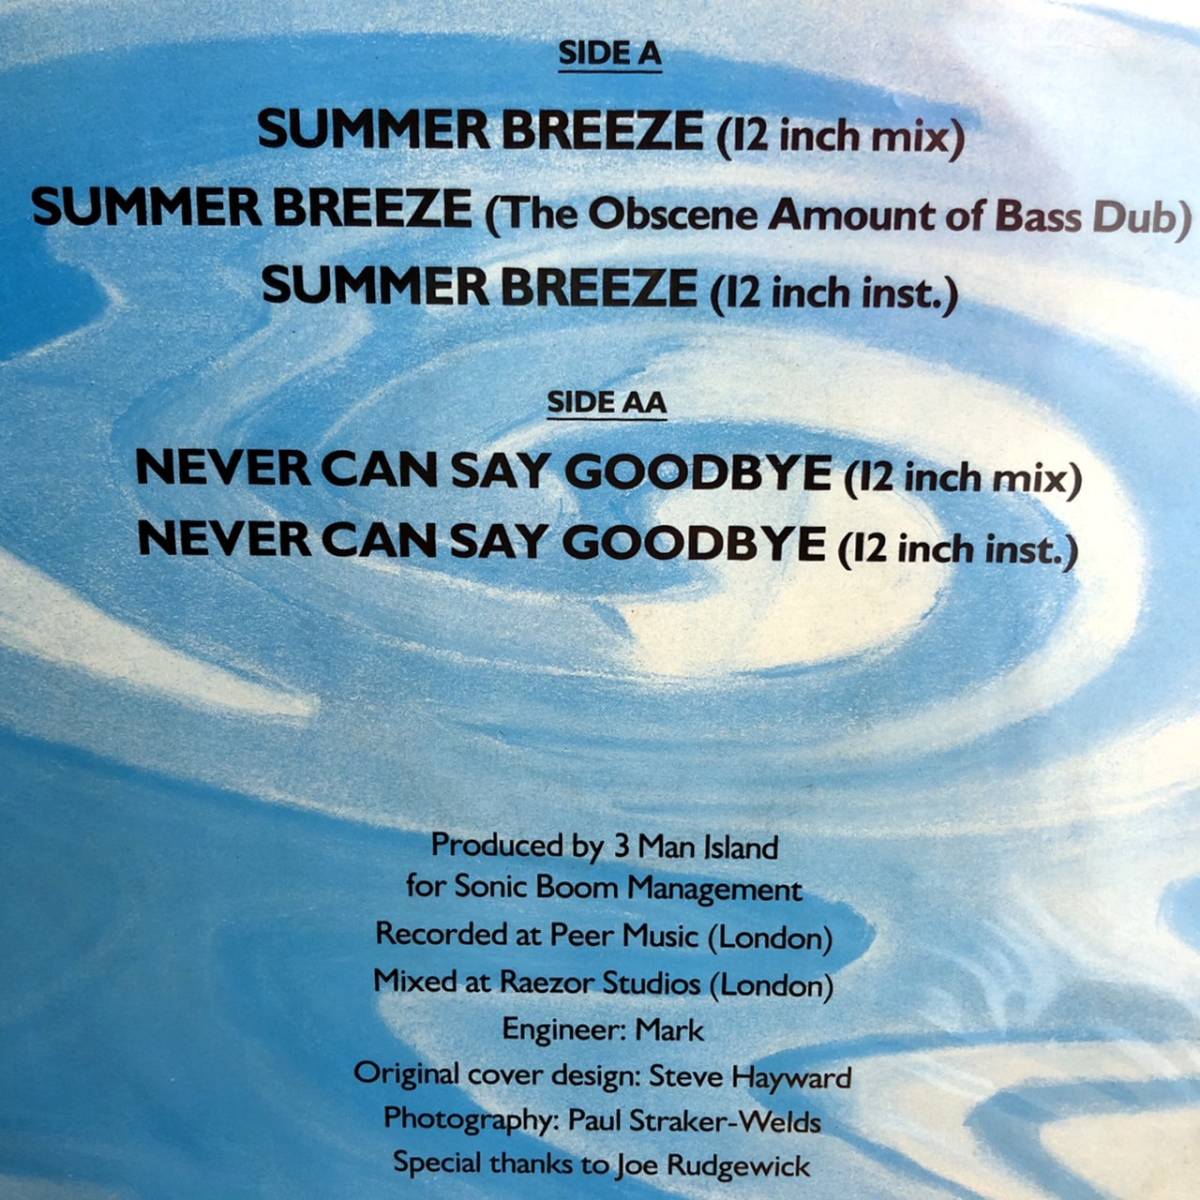 SIDE A
SUMMER BREEZE (12 inch mix)
SUMMER BREEZE (The Obscene Amount of Bass Dub)
SUMMER BREEZE (12 inch inst.)
SIDE AA
NEVER CAN SAY GOODBYE (12 inch mix)
NEVER CAN SAY GOODBYE (12 inch inst.)
Produced by 3 Man Island
for Sonic Boom Management
Recorded at Peer Music (London)
Mixed at Raezor Studios (London)
Engineer: Mark
Original cover design: Steve Hayward
Photography: Paul Straker-Welds
Special thanks to Joe Rudgewick